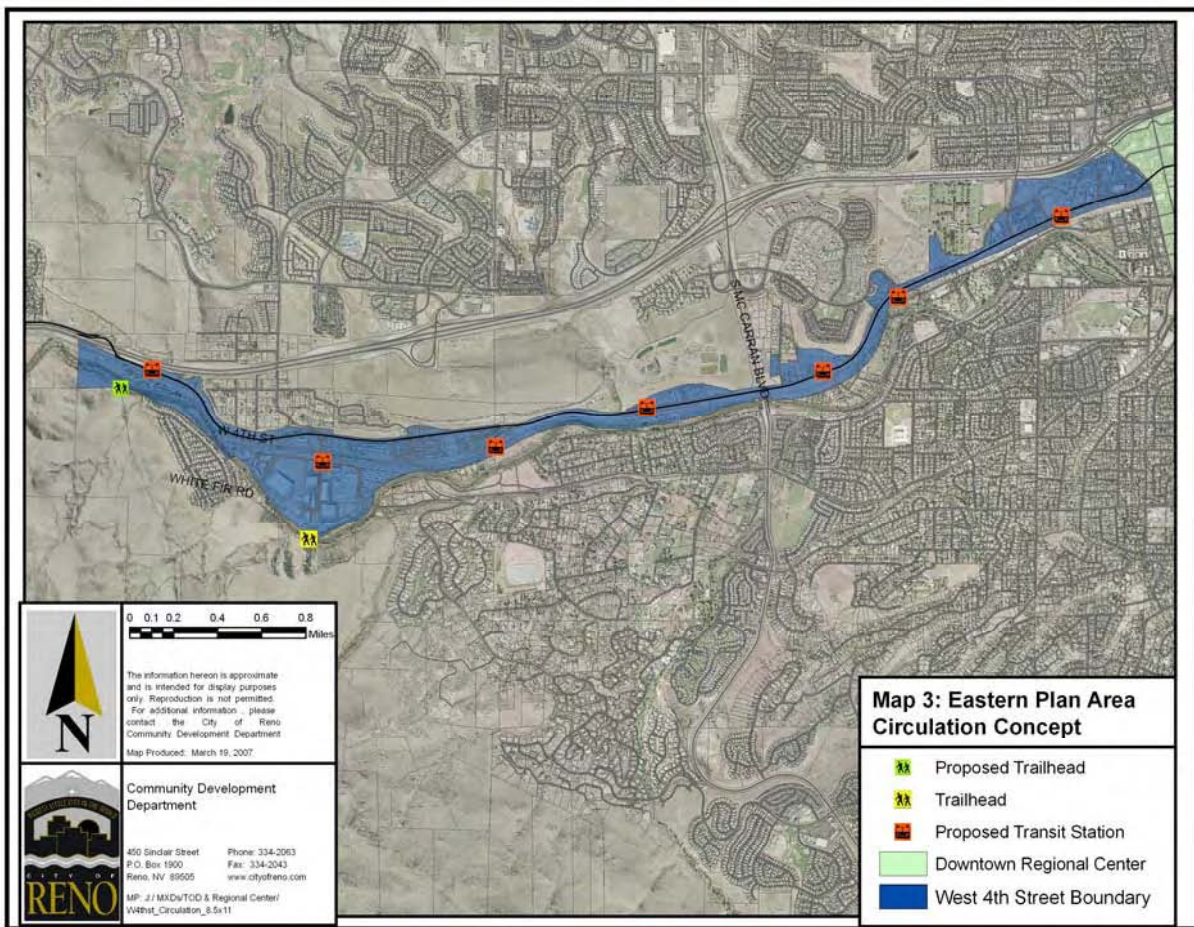 S MC CARRAN BLVD
W 4TH ST
WHITE FIR RD
0 0.1 0.2 0.4 0.6 0.8
Miles
The information hereon is approximate
and is intended for display purposes
only. Reproduction is not permitted.
For additional information , please
contact the City of Reno
Community Development Department
Map Produced: March 19, 2007
N
Community Development
Department
450 Sinclair Street Phone: 334-2063
P.O. Box 1900 Fax: 334-2043
Reno, NV 89505 www.cityofreno.com
MP: J:/ MXDs/TOD & Regional Center/
W4thst_Circulation_8.5x11
CITY OF
RENO
Map 3: Eastern Plan Area
Circulation Concept
Proposed Trailhead
Trailhead
Proposed Transit Station
Downtown Regional Center
West 4th Street Boundary